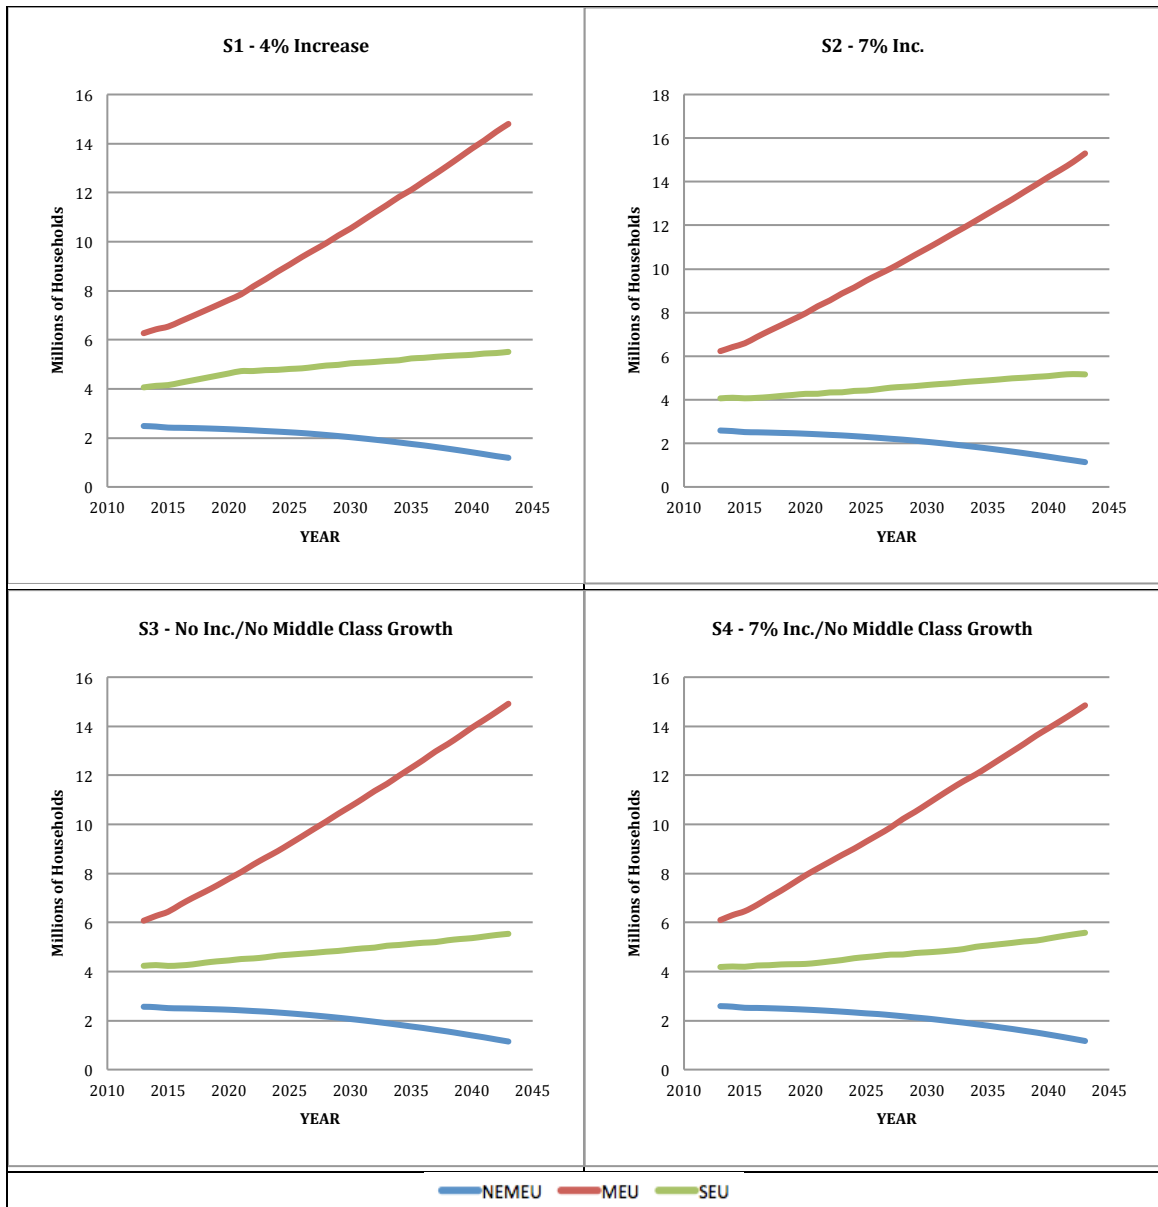 S1 - 4% Increase
Millions of Households
16
14
12
10
8
6
4
2
0
2010 2015 2020 2025 2030 2035 2040 2045
YEAR
S2 - 7% Inc.
Millions of Households
18
16
14
12
10
8
6
4
2
0
2010 2015 2020 2025 2030 2035 2040 2045
YEAR
S3 - No Inc./No Middle Class Growth
Millions of Households
16
14
12
10
8
6
4
2
0
2010 2015 2020 2025 2030 2035 2040 2045
YEAR
S4 - 7% Inc./No Middle Class Growth
Millions of Households
16
14
12
10
8
6
4
2
0
2010 2015 2020 2025 2030 2035 2040 2045
YEAR
NEMEU MEU SEU